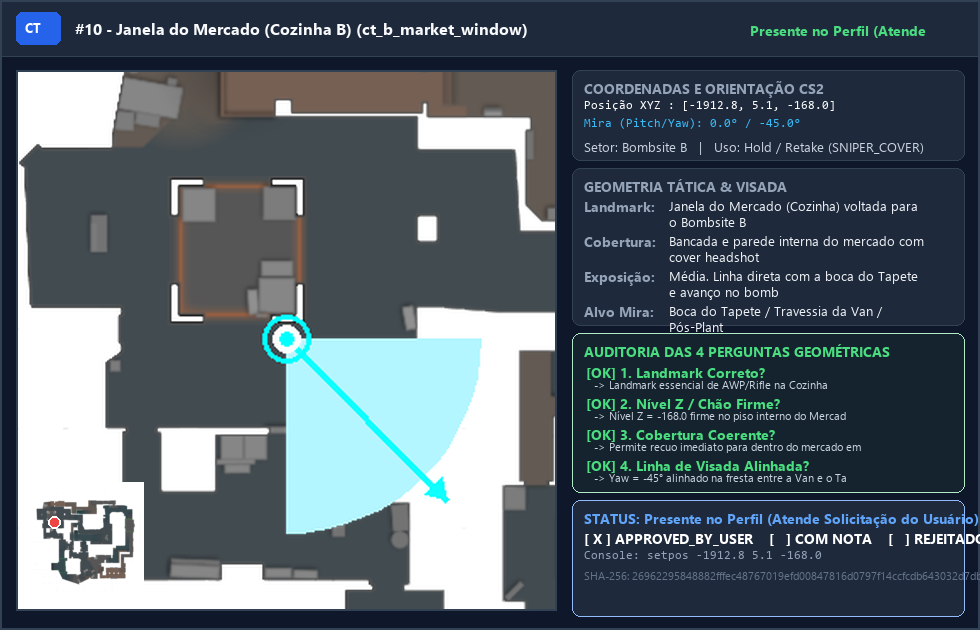 CT
#10 - Janela do Mercado (Cozinha B) (ct_b_market_window)
Presente no Perfil (Atende
COORDENADAS E ORIENTAÇÃO CS2
Posição XYZ : [-1912.8, 5.1, -168.0]
Mira (Pitch/Yaw): 0.0° / -45.0°
Setor: Bombsite B | Uso: Hold / Retake (SNIPER_COVER)
GEOMETRIA TÁTICA & VISADA
Landmark: Janela do Mercado (Cozinha) voltada para
o Bombsite B
Cobertura: Bancada e parede interna do mercado com
cover headshot
Exposição: Média. Linha direta com a boca do Tapete
e avanço no bomb
Alvo Mira: Boca do Tapete / Travessia da Van /
Pós-Plant
AUDITORIA DAS 4 PERGUNTAS GEOMÉTRICAS
[OK] 1. Landmark Correto?
-> Landmark essencial de AWP/Rifle na Cozinha
[OK] 2. Nível Z / Chão Firme?
-> Nível Z = -168.0 firme no piso interno do Mercad
[OK] 3. Cobertura Coerente?
-> Permite recuo imediato para dentro do mercado em
[OK] 4. Linha de Visada Alinhada?
-> Yaw = -45° alinhado na fresta entre a Van e o Ta
STATUS: Presente no Perfil (Atende Solicitação do Usuário)
[ X ] APPROVED_BY_USER [ ] COM NOTA [ ] REJEITADO
Console: setpos -1912.8 5.1 -168.0
SHA-256: 26962295848882fffec48767019efd00847816d0797f14ccfcdb643032d7db